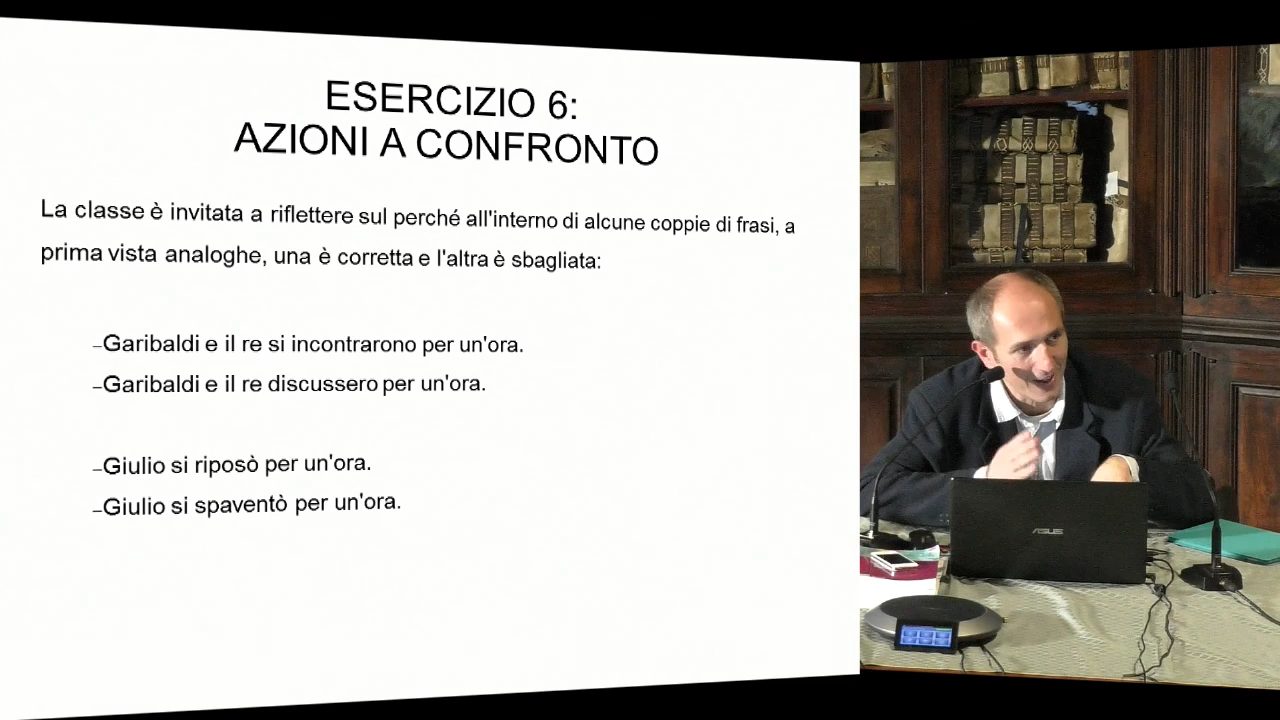 ESERCIZIO 6:
AZIONI A CONFRONTO
La classe è invitata a riflettere sul perché all'interno di alcune coppie di frasi, a
prima vista analoghe, una è corretta e l'altra è sbagliata:
–Garibaldi e il re si incontrarono per un'ora.
–Garibaldi e il re discussero per un'ora.
–Giulio si riposò per un'ora.
–Giulio si spaventò per un'ora.
ASUS